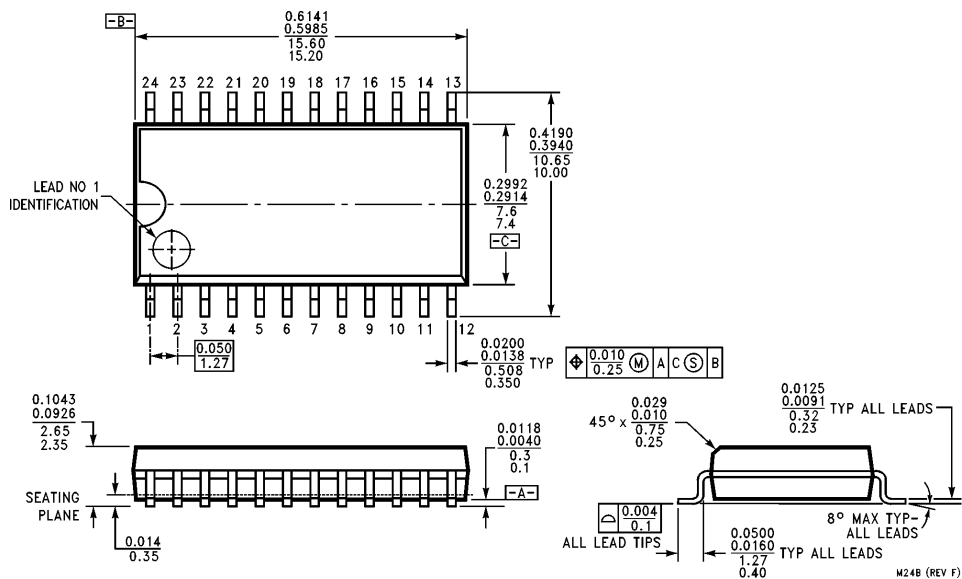 -B-
0.6141
0.5985
15.60
15.20
24 23 22 21 20 19 18 17 16 15 14 13
0.4190
0.3940
10.65
10.00
0.2992
0.2914
7.6
7.4
-C-
LEAD NO 1
IDENTIFICATION
1 2 3 4 5 6 7 8 9 10 11 12
0.050
1.27
0.0200
0.0138
0.508
0.350
TYP
⌖ 0.010 0.25 Ⓜ A C Ⓢ B
0.1043
0.0926
2.65
2.35
0.0118
0.0040
0.3
0.1
-A-
SEATING
PLANE
0.014
0.35
45° x
0.029
0.010
0.75
0.25
0.0125
0.0091
0.32
0.23
TYP ALL LEADS
0.004
0.1
ALL LEAD TIPS
0.0500
0.0160
1.27
0.40
TYP ALL LEADS
8° MAX TYP-
ALL LEADS
M24B (REV F)